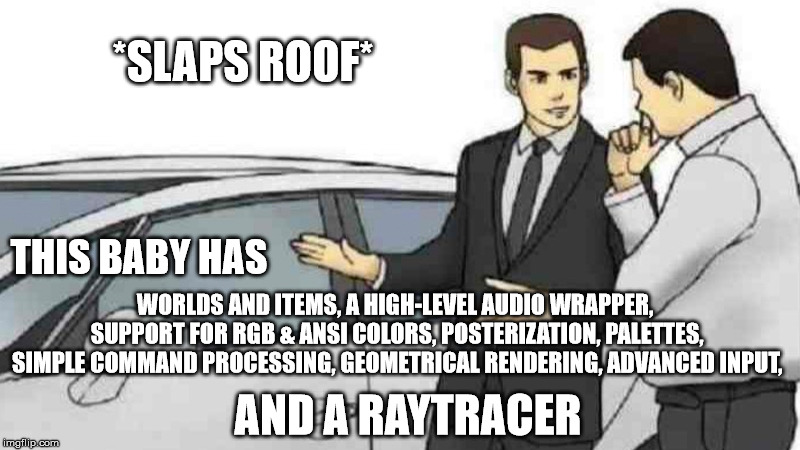 *SLAPS ROOF*
THIS BABY HAS
WORLDS AND ITEMS, A HIGH-LEVEL AUDIO WRAPPER,
SUPPORT FOR RGB & ANSI COLORS, POSTERIZATION, PALETTES,
SIMPLE COMMAND PROCESSING, GEOMETRICAL RENDERING, ADVANCED INPUT,
AND A RAYTRACER
imgflip.com